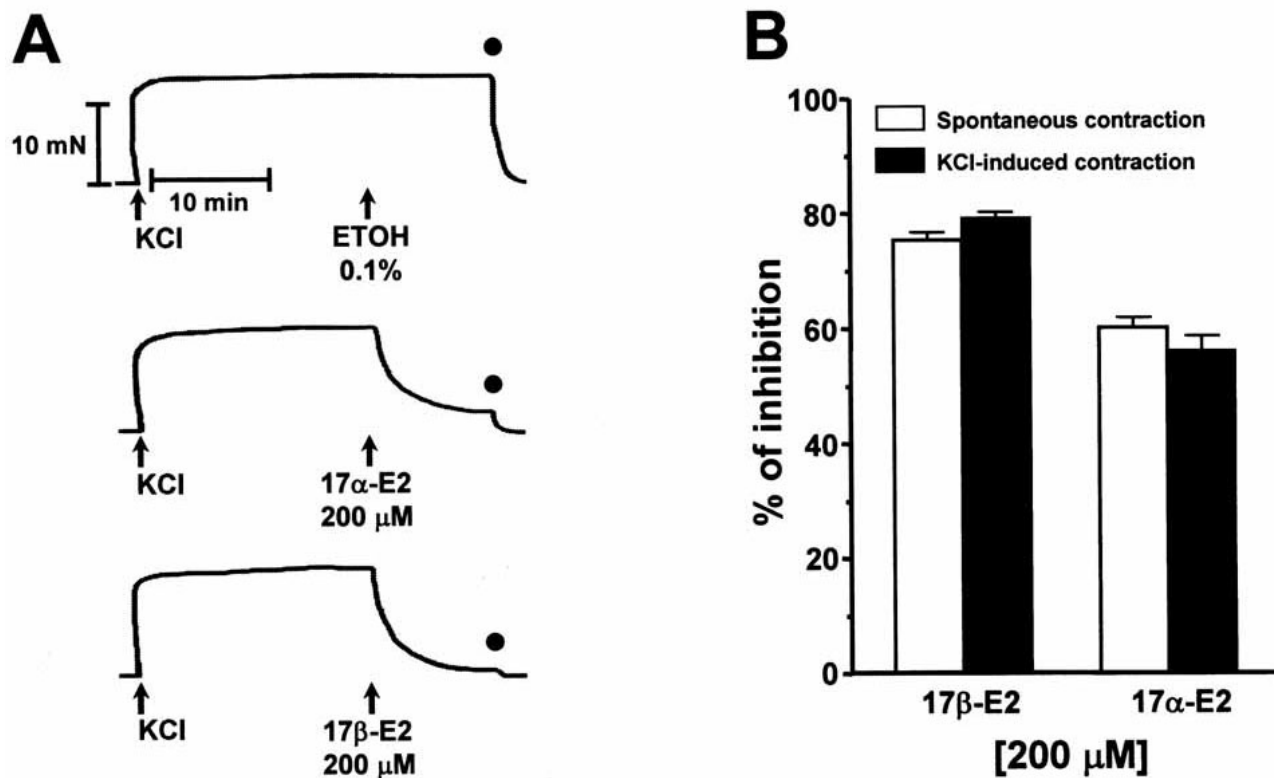 A
10 mN
10 min
KCl
ETOH
0.1%
KCl
17α-E2
200 μM
KCl
17β-E2
200 μM
B
Spontaneous contraction
KCl-induced contraction
% of inhibition
100
80
60
40
20
0
17β-E2 17α-E2
[200 μM]